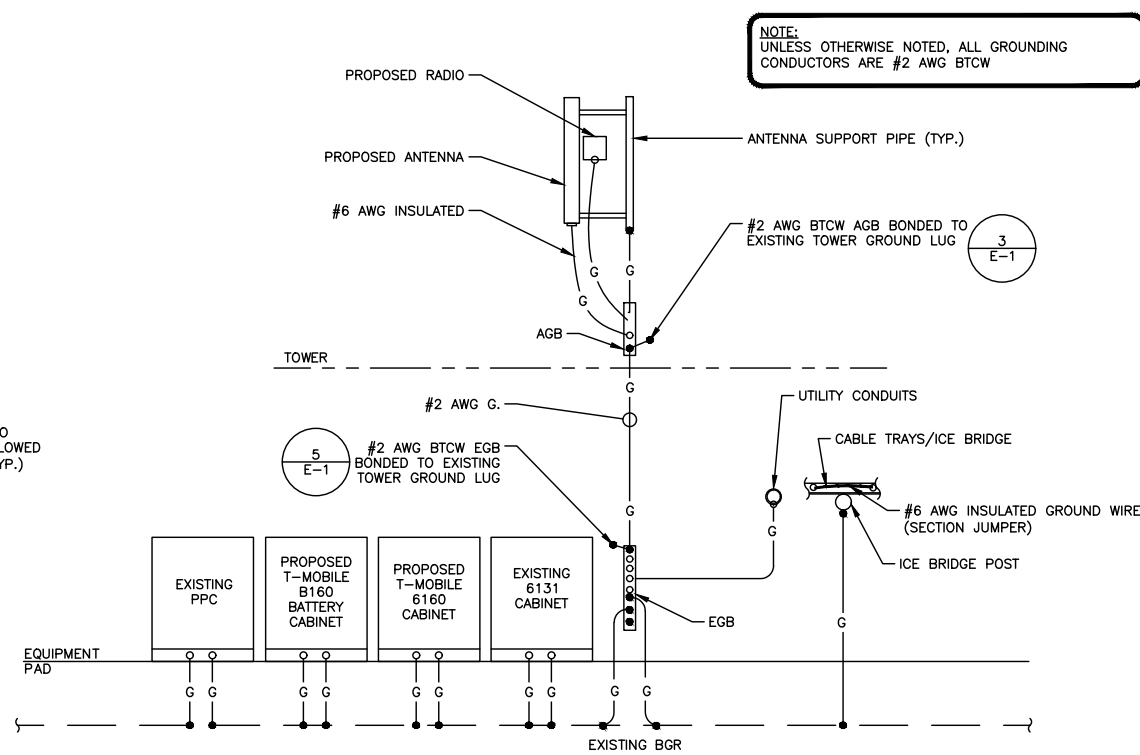 NOTE:
UNLESS OTHERWISE NOTED, ALL GROUNDING
CONDUCTORS ARE #2 AWG BTCW
PROPOSED RADIO
PROPOSED ANTENNA
#6 AWG INSULATED
ANTENNA SUPPORT PIPE (TYP.)
#2 AWG BTCW AGB BONDED TO
EXISTING TOWER GROUND LUG
3
E-1
G
G
G
AGB
TOWER
G
#2 AWG G.
UTILITY CONDUITS
CABLE TRAYS/ICE BRIDGE
LOWED
YP.)
5
E-1
#2 AWG BTCW EGB
BONDED TO EXISTING
TOWER GROUND LUG
#6 AWG INSULATED GROUND WIRE
(SECTION JUMPER)
G
G
ICE BRIDGE POST
EXISTING
PPC
PROPOSED
T-MOBILE
B160
BATTERY
CABINET
PROPOSED
T-MOBILE
6160
CABINET
EXISTING
6131
CABINET
EGB
G
EQUIPMENT
PAD
G
G
G
G
G
G
G
G
G
G
EXISTING BGR